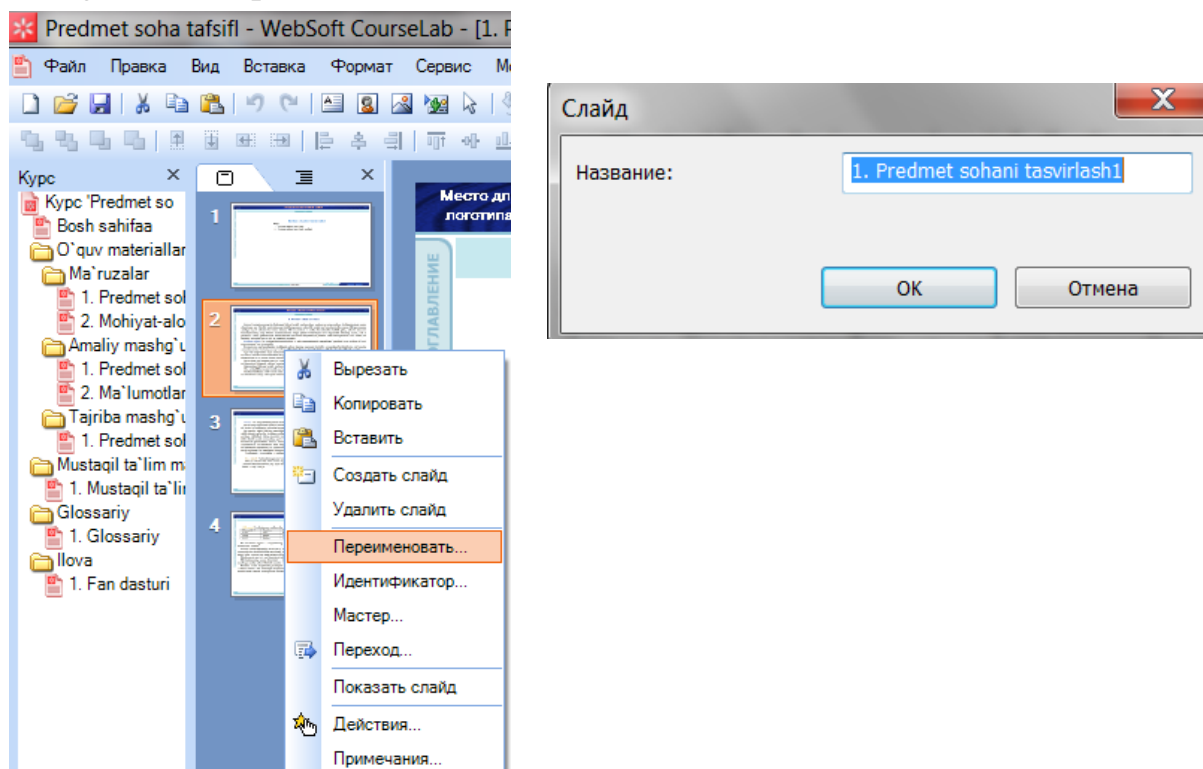 Predmet soha tafsifl - WebSoft CourseLab - [1.
Файл Правка Вид Вставка Формат Сервис
Курс
Курс 'Predmet so
Bosh sahifaa
O`quv materiallar
Ma`ruzalar
1. Predmet sol
2. Mohiyat-alo
Amaliy mashg`u
1. Predmet sol
2. Ma`lumotlar
Tajriba mashg`u
1. Predmet sol
Mustaqil ta`lim m
1. Mustaqil ta`lir
Glossariy
1. Glossariy
Ilova
1. Fan dasturi
1
2
3
4
Место дл
логотипа
ОГЛАВЛЕНИЕ
Вырезать
Копировать
Вставить
Создать слайд
Удалить слайд
Переименовать...
Идентификатор...
Мастер...
Переход...
Показать слайд
Действия...
Примечания...
Слайд
Название:
1. Predmet sohani tasvirlash1
OK
Отмена